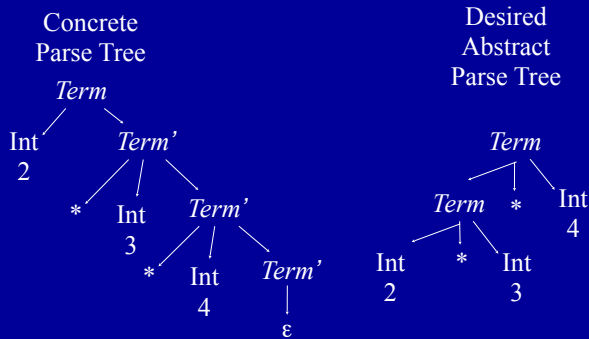 Concrete
Parse Tree
Term
Int
2
Term’
*
Int
3
Term’
*
Int
4
Term’
ε
Desired
Abstract
Parse Tree
Term
Term
*
Int
4
Int
2
*
Int
3